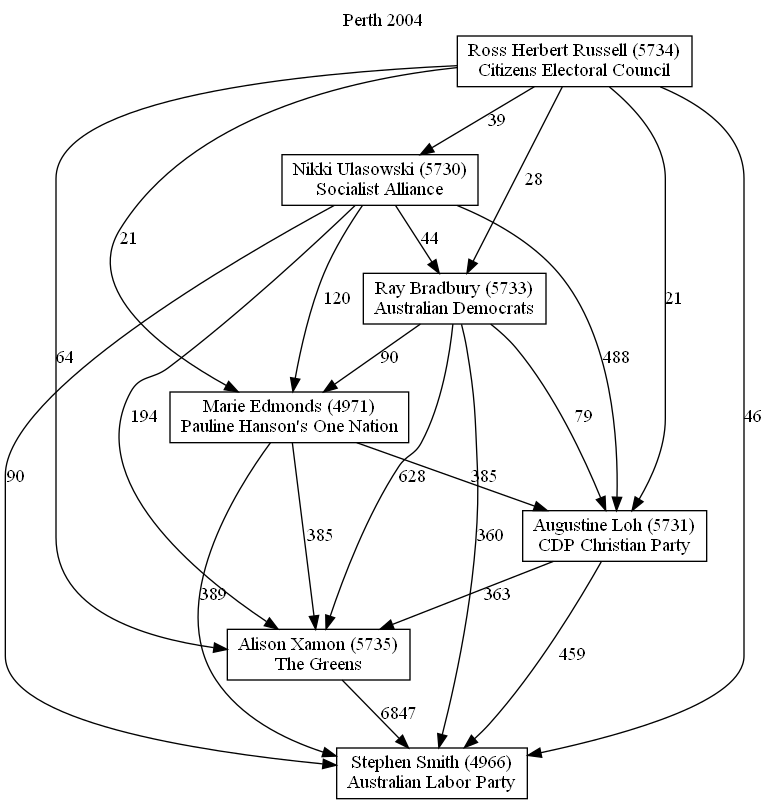 Perth 2004
Ross Herbert Russell (5734)
Citizens Electoral Council
39
Nikki Ulasowski (5730)
Socialist Alliance
28
21
44
Ray Bradbury (5733)
Australian Democrats
120
21
64
90
488
Marie Edmonds (4971)
Pauline Hanson's One Nation
194
79
46
90
628
385
Augustine Loh (5731)
CDP Christian Party
385
360
389
363
Alison Xamon (5735)
The Greens
459
6847
Stephen Smith (4966)
Australian Labor Party